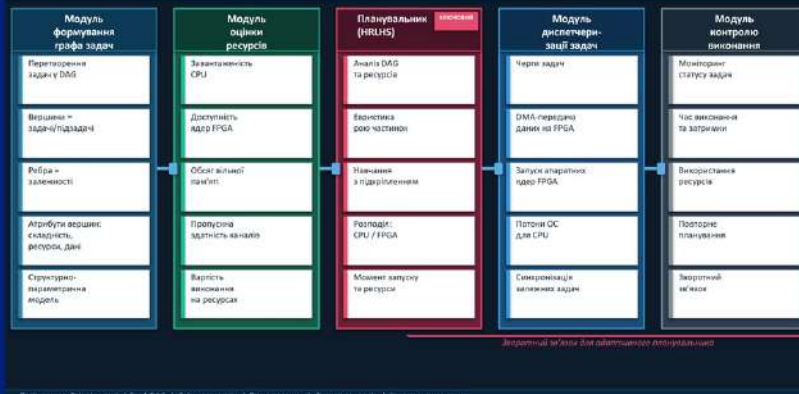 Модуль
формування
графа задач
Перетворення
задач у DAG
Вершини =
задачі/підзадачі
Ребра =
залежності
Атрибути вершин:
складність,
ресурси, дані
Структурно-
параметрична
модель
Модуль
оцінки
ресурсів
Завантаженість
CPU
Доступність
ядер FPGA
Обсяг вільної
пам'яті
Пропускна
здатність каналів
Вартість
виконання
на ресурсах
Планувальник
(HRLHS)
ключовий
Аналіз DAG
та ресурсів
Евристика
рою частинок
Навчання
з підкріпленням
Розподіл:
CPU / FPGA
Момент запуску
та ресурси
Модуль
диспетчери-
зації задач
Черги задач
DMA-передача
даних на FPGA
Запуск апаратних
ядер FPGA
Потоки ОС
для CPU
Синхронізація
залежних задач
Модуль
контролю
виконання
Моніторинг
статусу задач
Час виконання
та затримки
Використання
ресурсів
Повторне
планування
Зворотний
зв'язок
Зворотний зв'язок для адаптивного планувальника